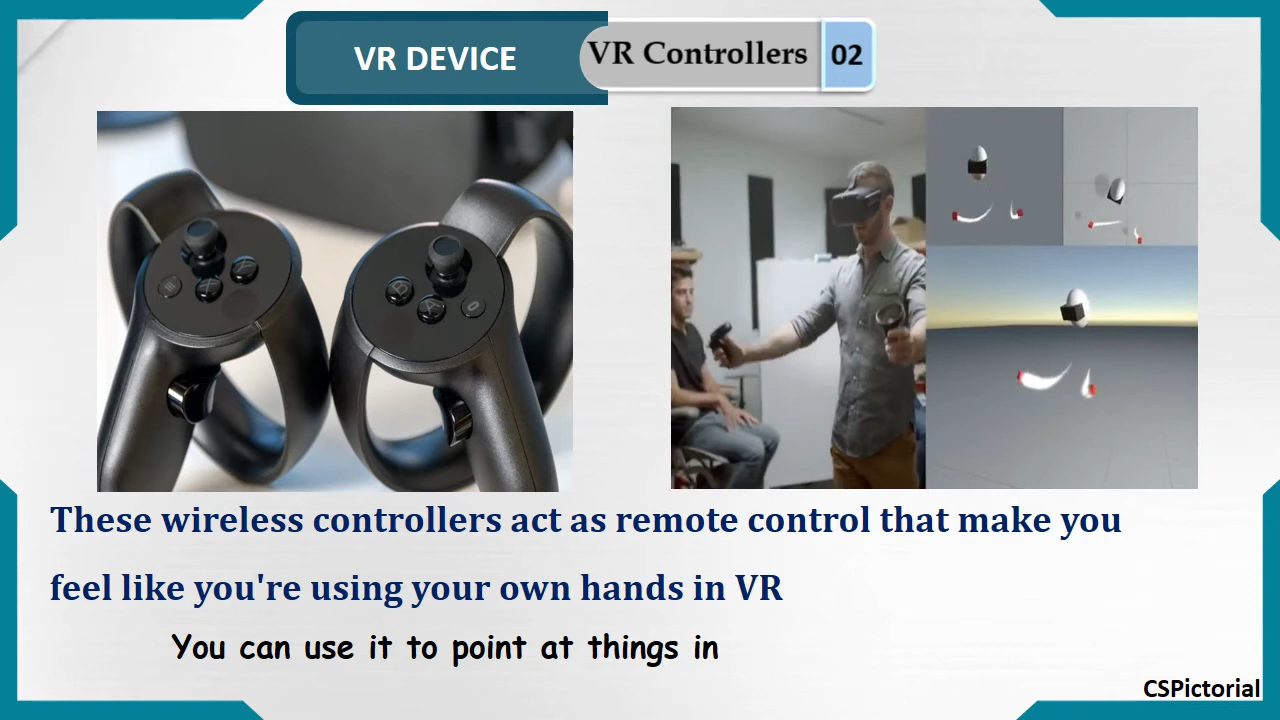 VR DEVICE
VR Controllers
02
Y
X
B
A
These wireless controllers act as remote control that make you
feel like you're using your own hands in VR
You can use it to point at things in
CSPictorial